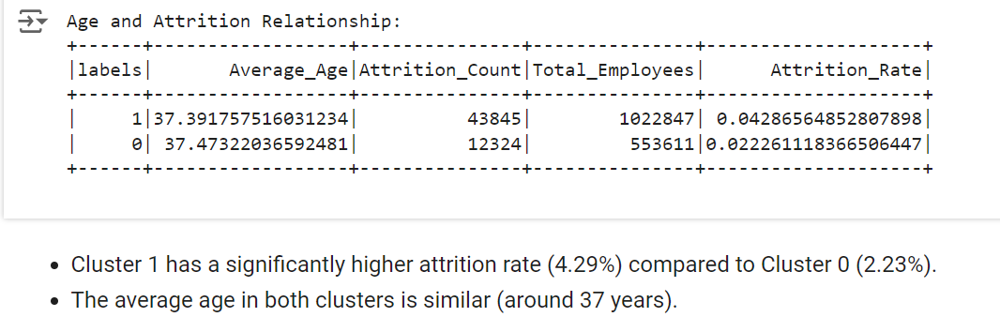 Age and Attrition Relationship:
+------+------------------+---------------+---------------+--------------------+
|labels|       Average_Age|Attrition_Count|Total_Employees|      Attrition_Rate|
+------+------------------+---------------+---------------+--------------------+
|     1|37.391757516031234|          43845|        1022847| 0.04286564852807898|
|     0| 37.47322036592481|          12324|         553611|0.022261118366506447|
+------+------------------+---------------+---------------+--------------------+
• Cluster 1 has a significantly higher attrition rate (4.29%) compared to Cluster 0 (2.23%).
• The average age in both clusters is similar (around 37 years).